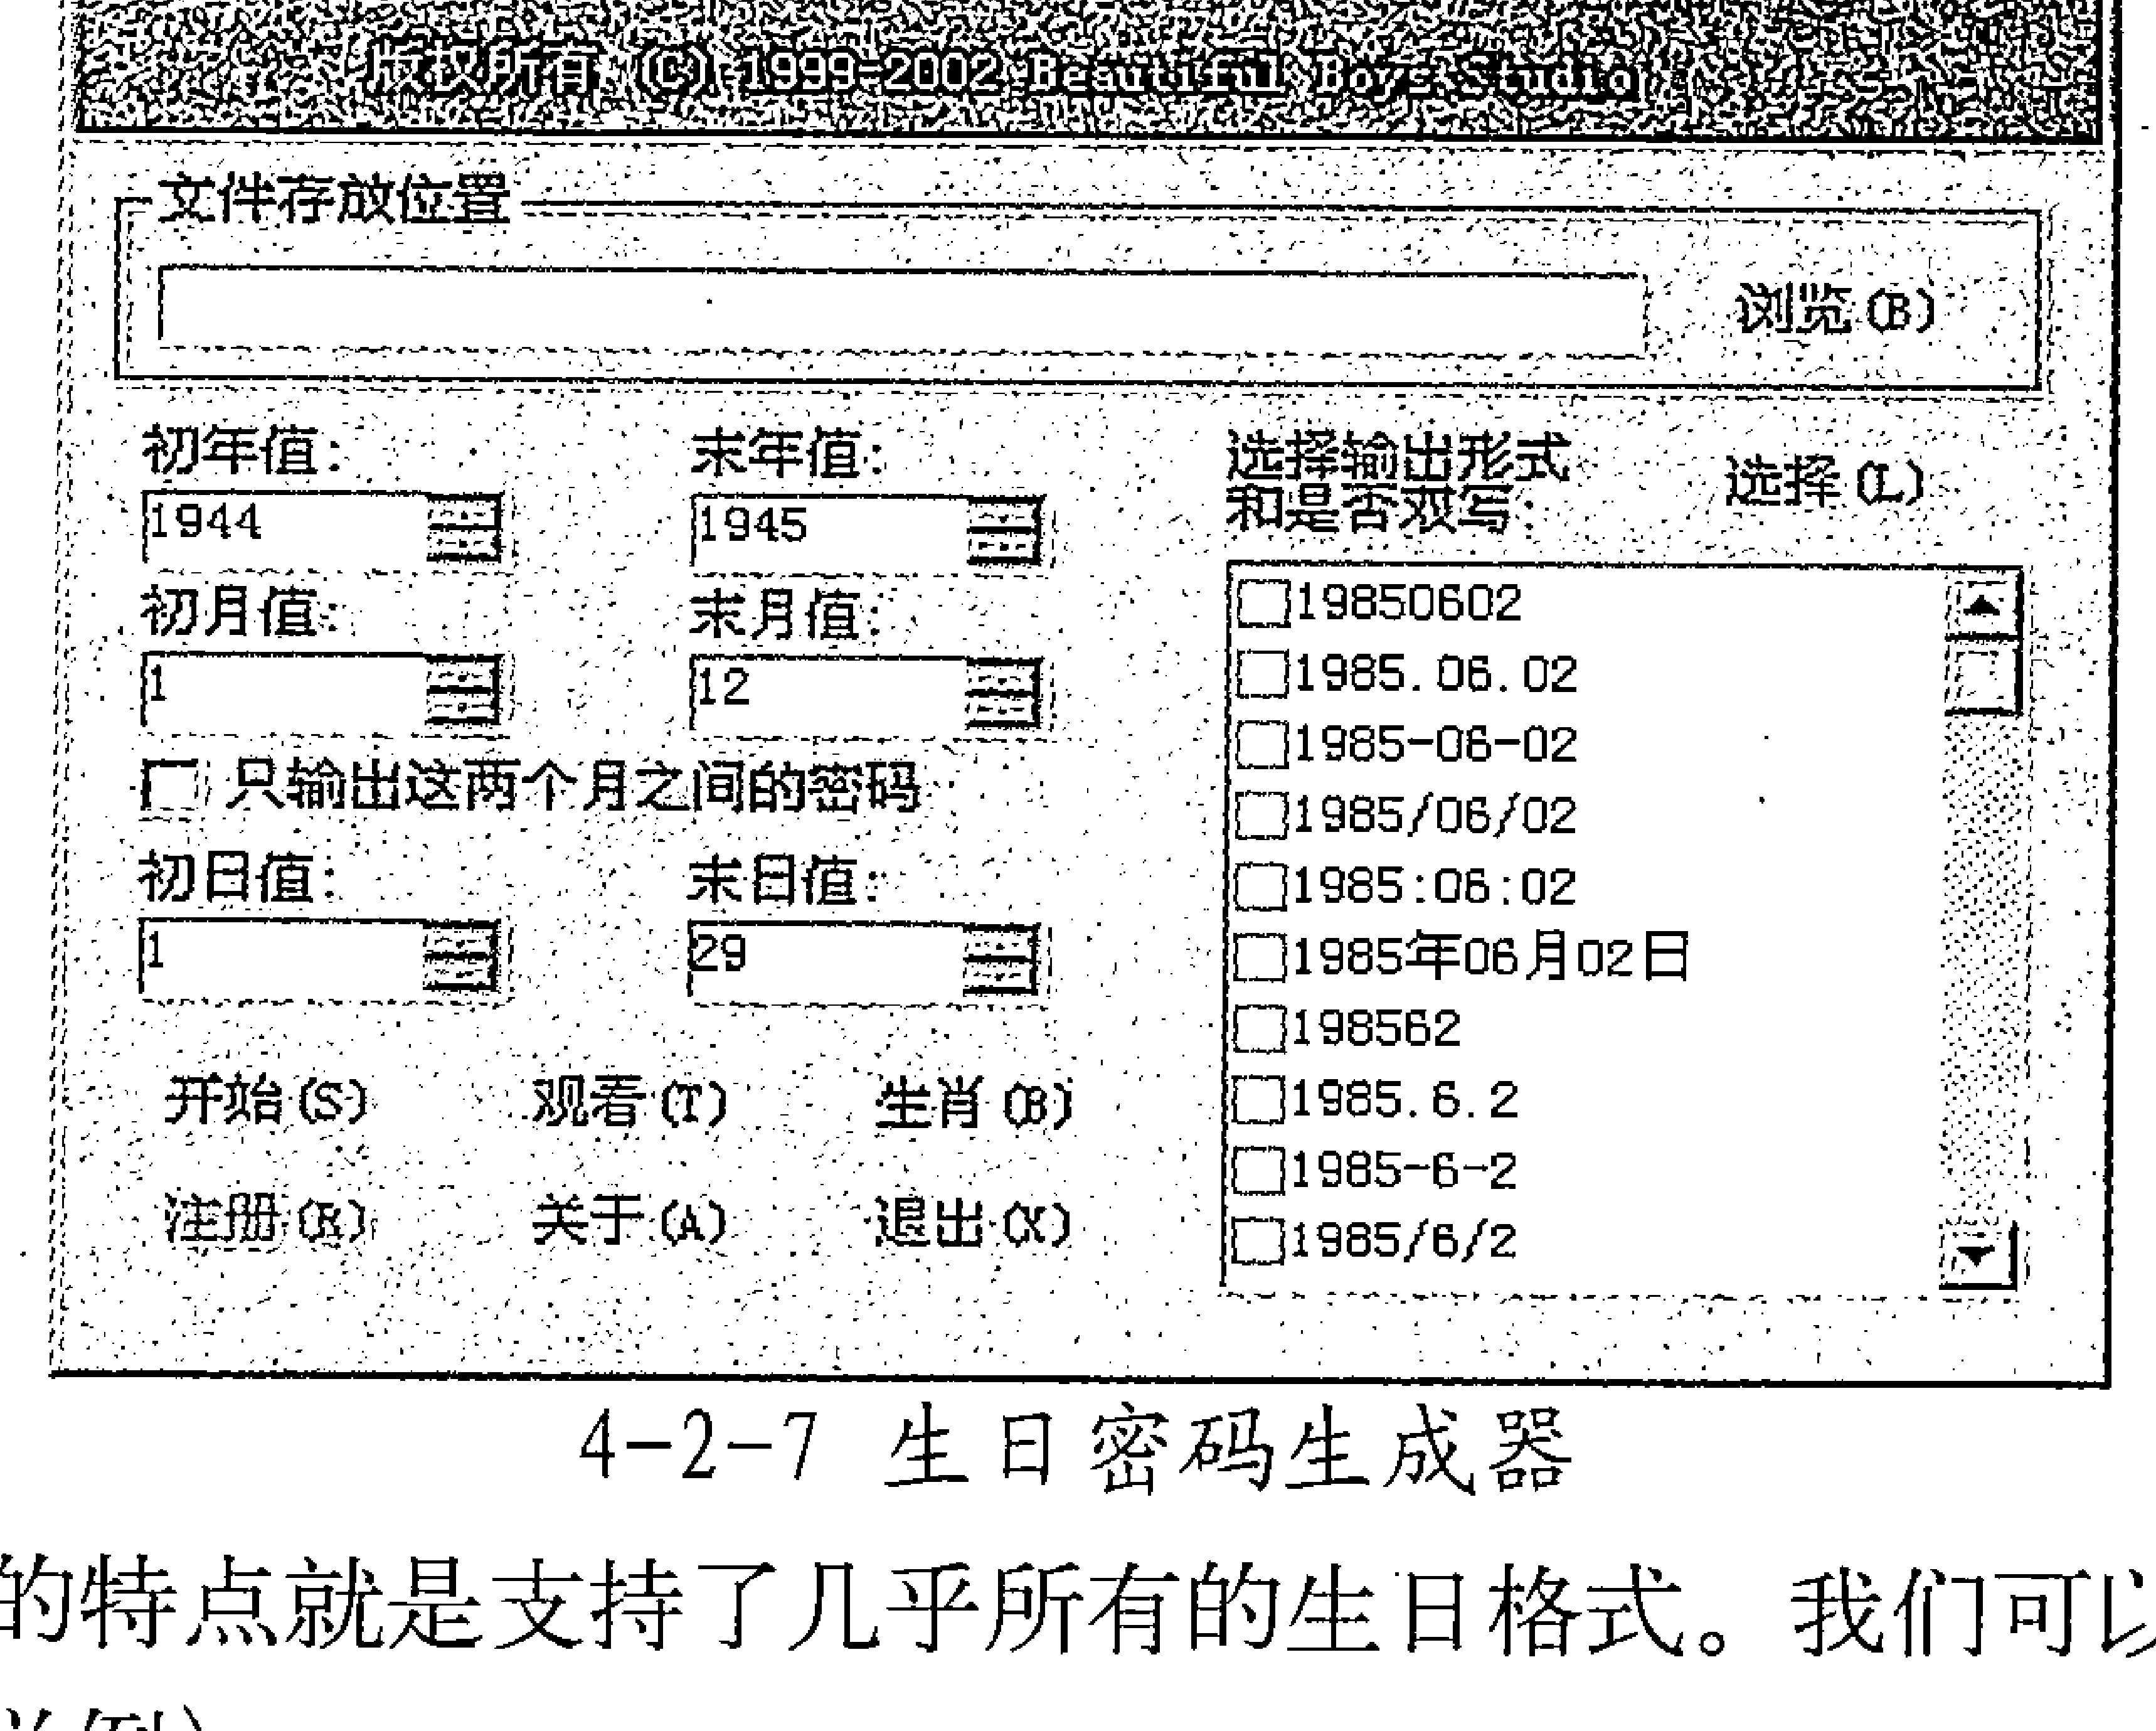 版权所有 (C) 1999-2002 Beautiful Boys Studio
文件存放位置
浏览(B)
初年值: 末年值:
1944 1945
初月值: 末月值:
1 12
只输出这两个月之间的密码
初日值: 末日值:
1 29
开始(S) 观看(T) 生肖(B)
注册(R) 关于(A) 退出(X)
选择输出形式
和是否双写:
选择(L)
19850602
1985.06.02
1985-06-02
1985/06/02
1985:06:02
1985年06月02日
198562
1985.6.2
1985-6-2
1985/6/2
4-2-7 生日密码生成器
的特点就是支持了几乎所有的生日格式。我们可以